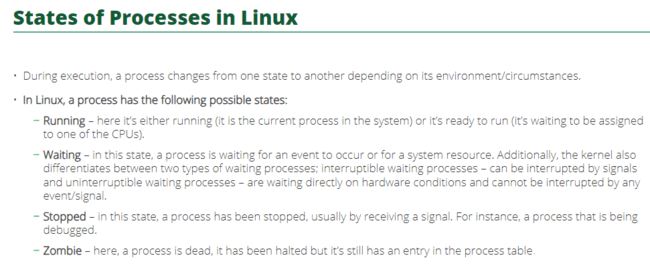 States of Processes in Linux
• During execution, a process changes from one state to another depending on its environment/circumstances.
• In Linux, a process has the following possible states:
– Running – here it's either running (it is the current process in the system) or it's ready to run (it's waiting to be assigned
to one of the CPUs).
– Waiting – in this state, a process is waiting for an event to occur or for a system resource. Additionally, the kernel also
differentiates between two types of waiting processes; interruptible waiting processes – can be interrupted by signals
and uninterruptible waiting processes – are waiting directly on hardware conditions and cannot be interrupted by any
event/signal.
– Stopped – in this state, a process has been stopped, usually by receiving a signal. For instance, a process that is being
debugged.
– Zombie – here, a process is dead, it has been halted but it's still has an entry in the process table.